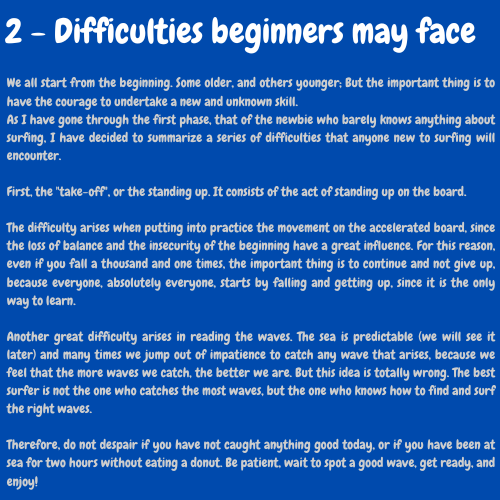 2 - Difficulties beginners may face
We all start from the beginning. Some older, and others younger; But the important thing is to
have the courage to undertake a new and unknown skill.
As I have gone through the first phase, that of the newbie who barely knows anything about
surfing, I have decided to summarize a series of difficulties that anyone new to surfing will
encounter.
First, the "take-off", or the standing up. It consists of the act of standing up on the board.
The difficulty arises when putting into practice the movement on the accelerated board, since
the loss of balance and the insecurity of the beginning have a great influence. For this reason,
even if you fall a thousand and one times, the important thing is to continue and not give up,
because everyone, absolutely everyone, starts by falling and getting up, since it is the only
way to learn.
Another great difficulty arises in reading the waves. The sea is predictable (we will see it
later) and many times we jump out of impatience to catch any wave that arises, because we
feel that the more waves we catch, the better we are. But this idea is totally wrong. The best
surfer is not the one who catches the most waves, but the one who knows how to find and surf
the right waves.
Therefore, do not despair if you have not caught anything good today, or if you have been at
sea for two hours without eating a donut. Be patient, wait to spot a good wave, get ready, and
enjoy!